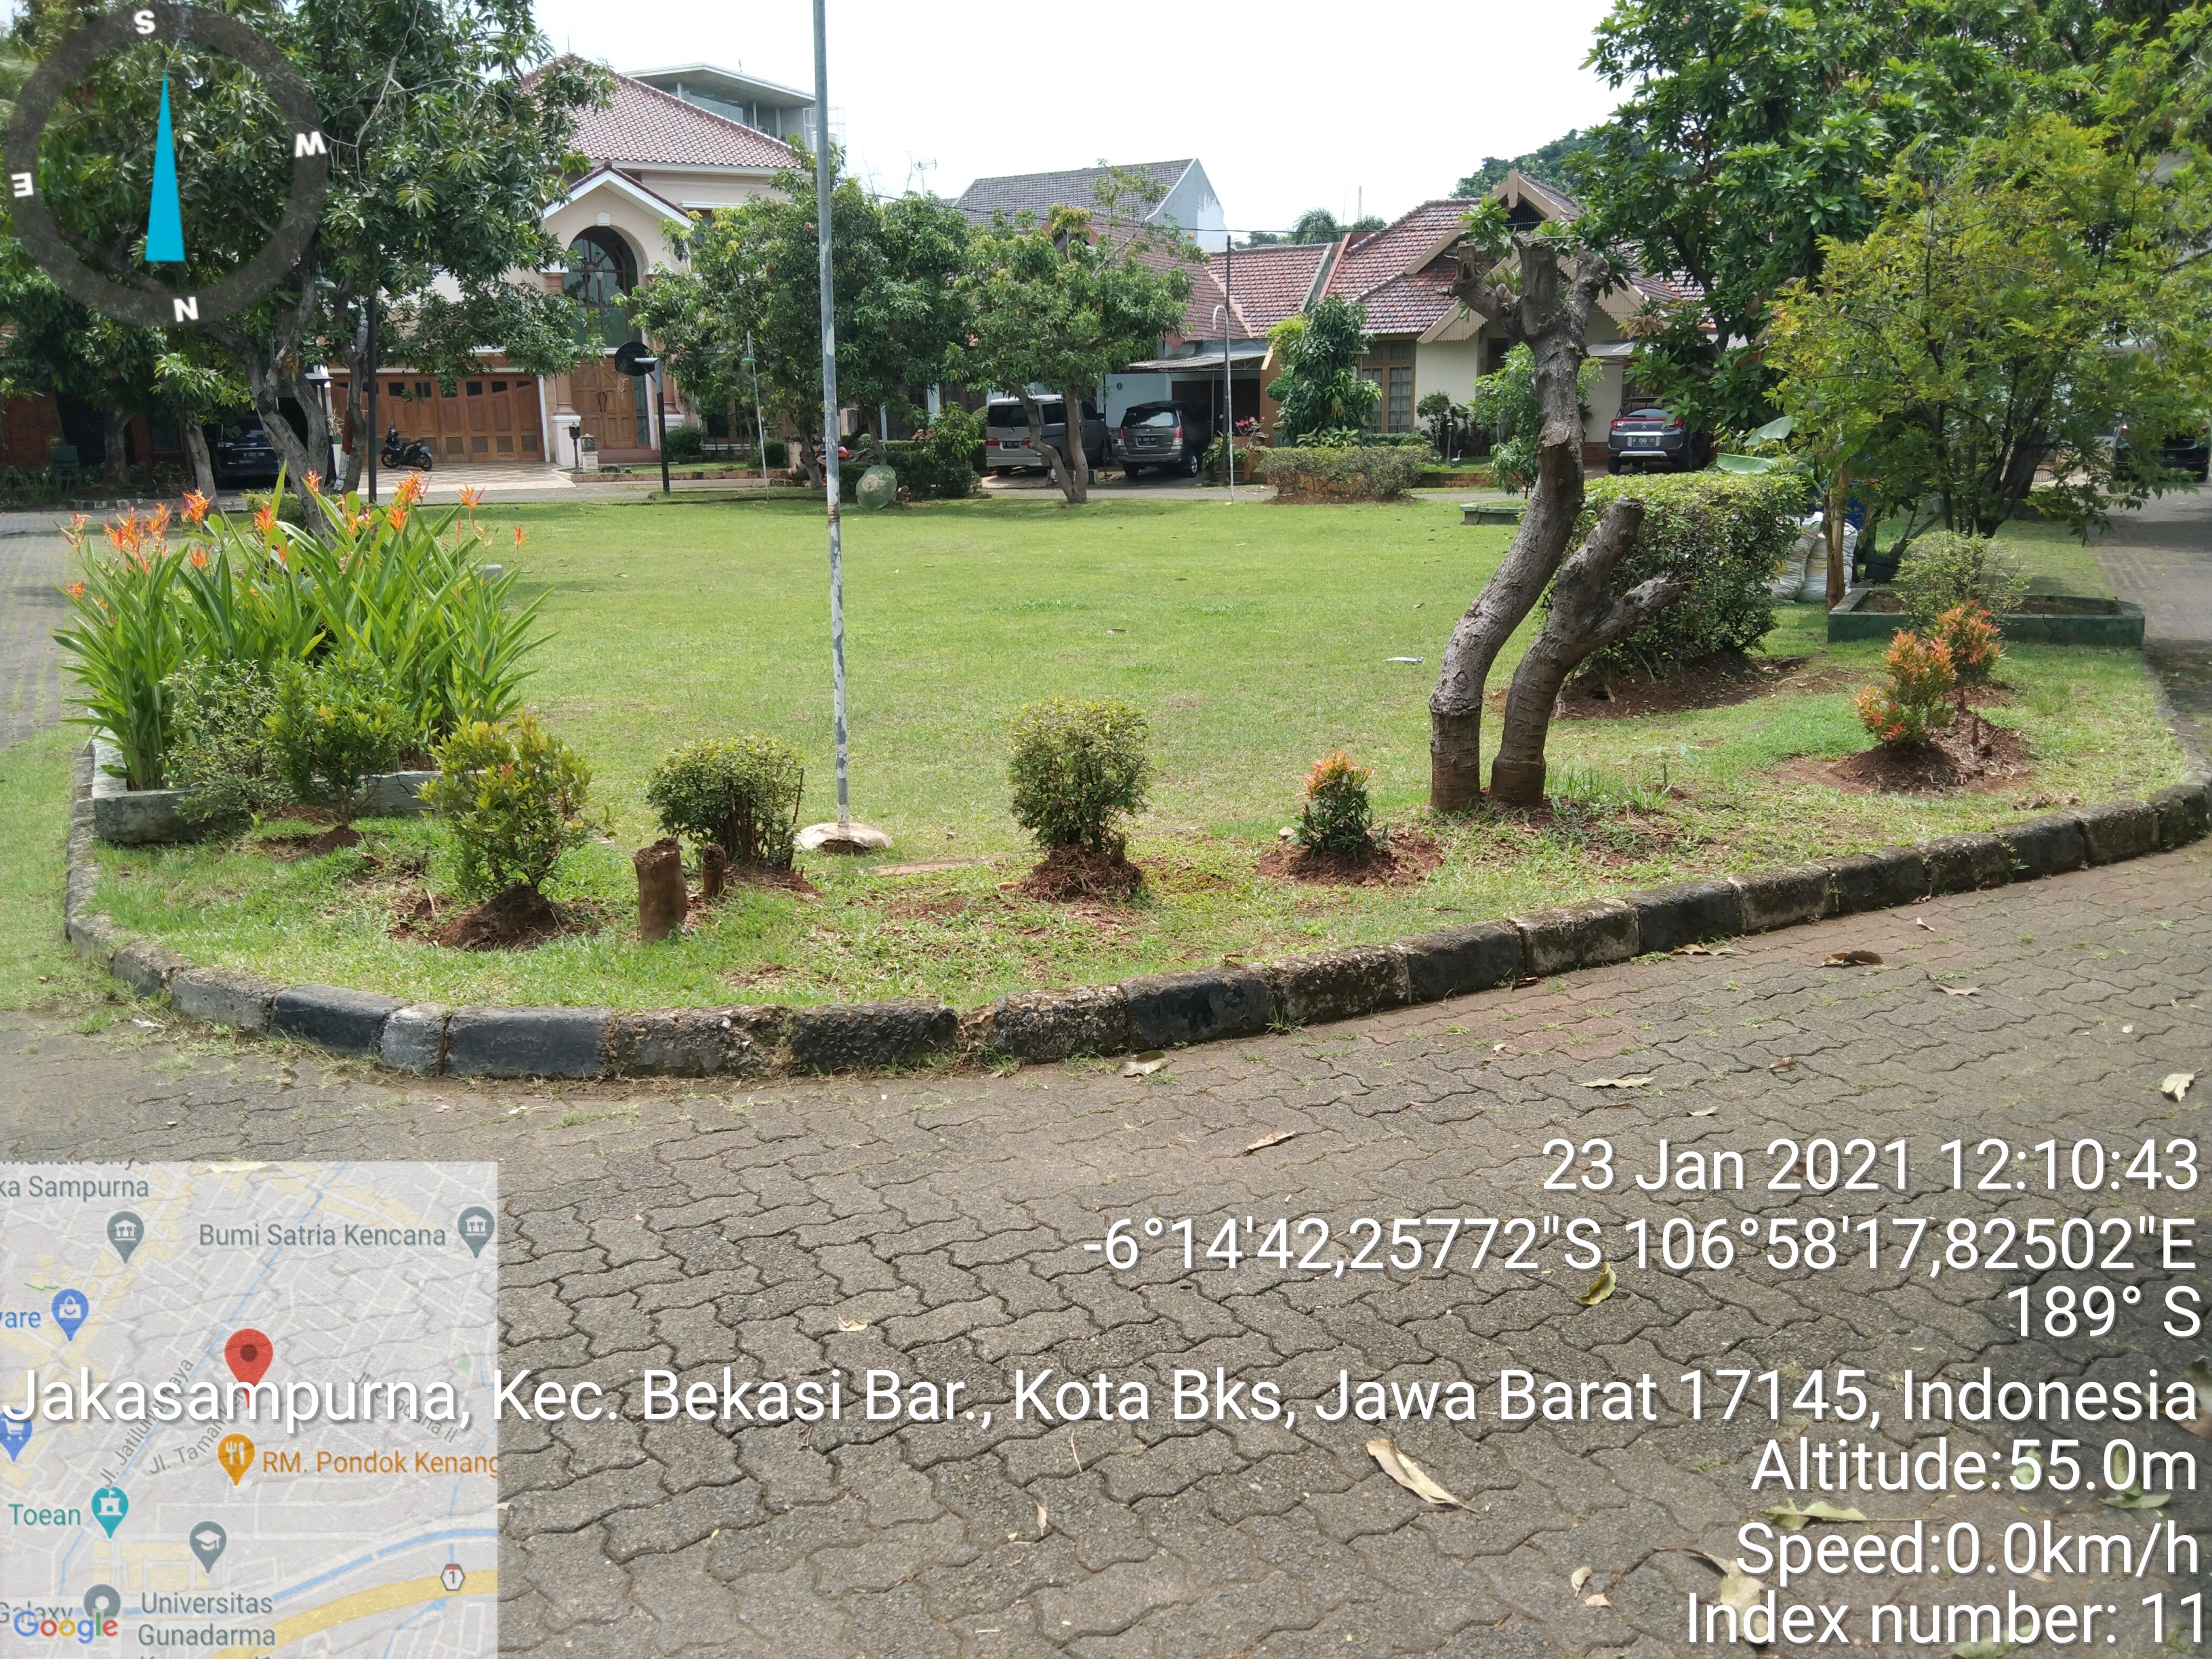 S
W
E
N
23 Jan 2021 12:10:43
-6°14'42,25772"S 106°58'17,82502"E
189° S
Jakasampurna, Kec. Bekasi Bar., Kota Bks, Jawa Barat 17145, Indonesia
Altitude:55.0m
Speed:0.0km/h
Index number: 11
ka Sampurna
Bumi Satria Kencana
Jl. Tama
RM. Pondok Kenang
Toean
Universitas
Gunadarma
1
Galaxy
Google